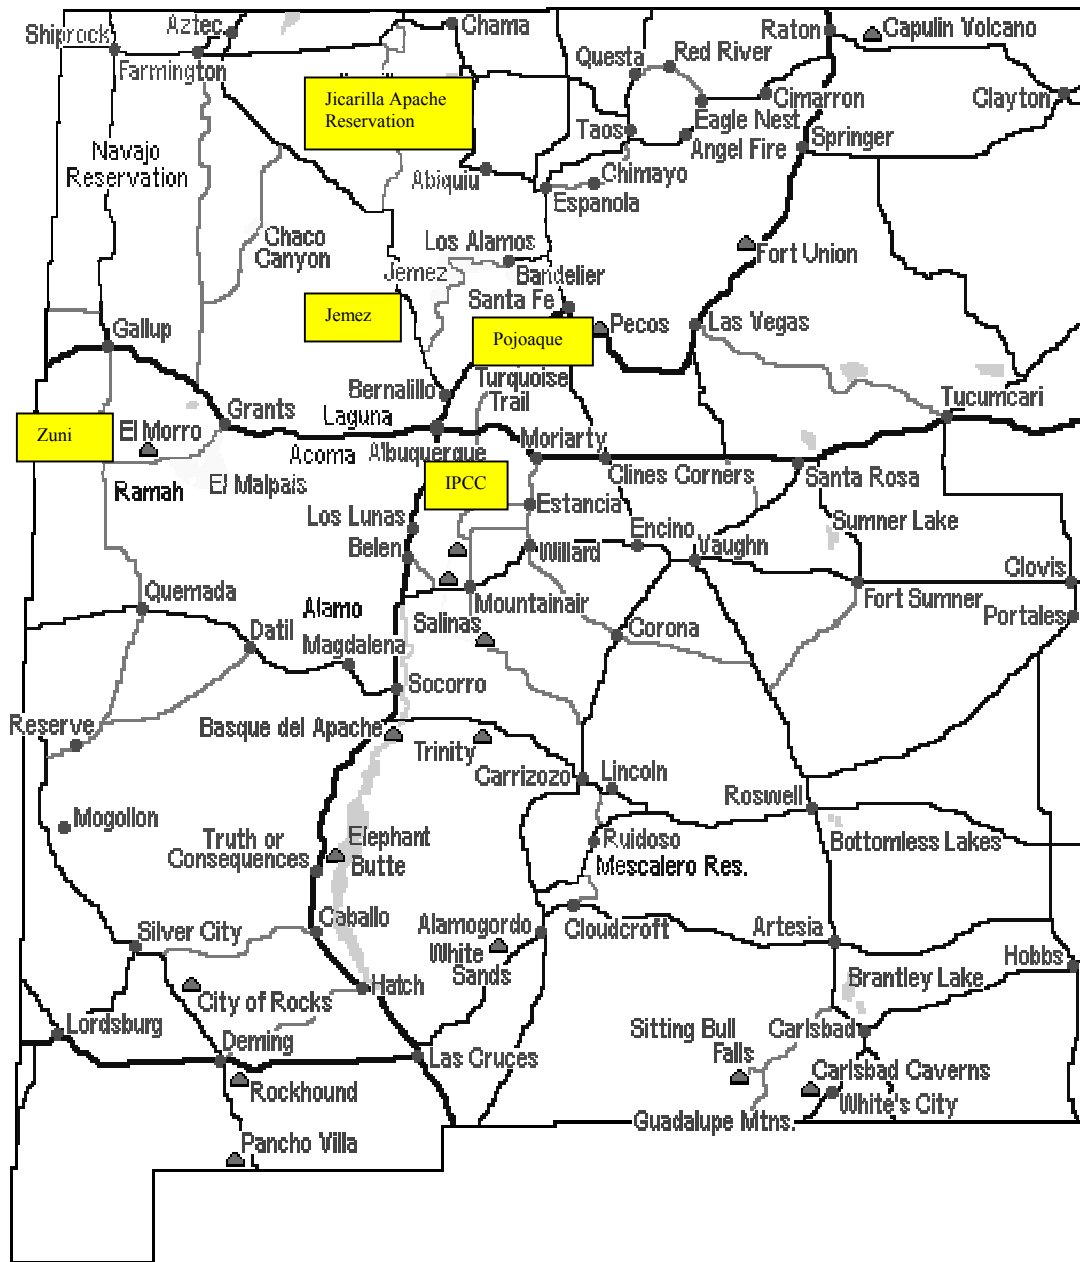 Shiprock
Aztec
Chama
Raton
Capulin Volcano
Farmington
Questa
Red River
Jicarilla Apache
Reservation
Cimarron
Clayton
Eagle Nest
Taos
Angel Fire
Springer
Navajo
Reservation
Abiquiu
Chimayo
Espanola
Chaco
Canyon
Los Alamos
Jemez
Bandelier
Fort Union
Santa Fe
Jemez
Pojoaque
Pecos
Las Vegas
Gallup
Bernalillo
Turquoise
Trail
Tucumcari
Grants
Laguna
Zuni
El Morro
Acoma
Albuquerque
Moriarty
Clines Corners
Santa Rosa
Ramah
El Malpais
IPCC
Estancia
Los Lunas
Belen
Willard
Encino
Vaughn
Sumner Lake
Clovis
Quemada
Alamo
Mountainair
Fort Sumner
Portales
Datil
Magdalena
Salinas
Corona
Socorro
Reserve
Basque del Apache
Trinity
Carrizozo
Lincoln
Roswell
Mogollon
Truth or
Consequences
Elephant
Butte
Ruidoso
Bottomless Lakes
Mescalero Res.
Caballo
Silver City
Alamogordo
Cloudcroft
Artesia
White
Sands
Hobbs
City of Rocks
Hatch
Brantley Lake
Lordsburg
Deming
Las Cruces
Sitting Bull
Falls
Carlsbad
Rockhound
Carlsbad Caverns
White's City
Guadalupe Mtns.
Pancho Villa